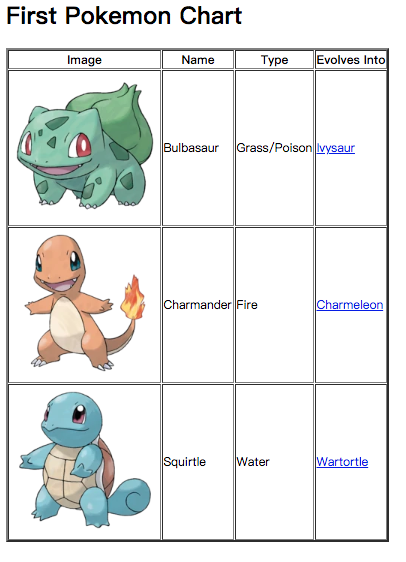 First Pokemon Chart
Image Name Type Evolves Into
Bulbasaur Grass/Poison Ivysaur
Charmander Fire Charmeleon
Squirtle Water Wartortle